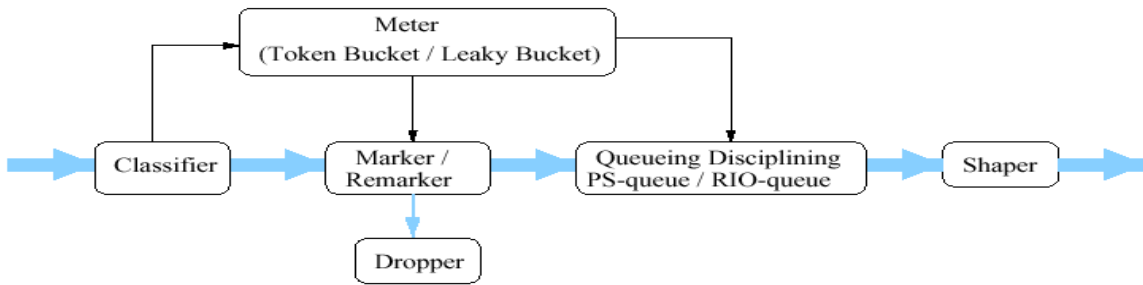 Meter
(Token Bucket / Leaky Bucket)
Classifier
Marker /
Remarker
Queueing Disciplining
PS-queue / RIO-queue
Shaper
Dropper